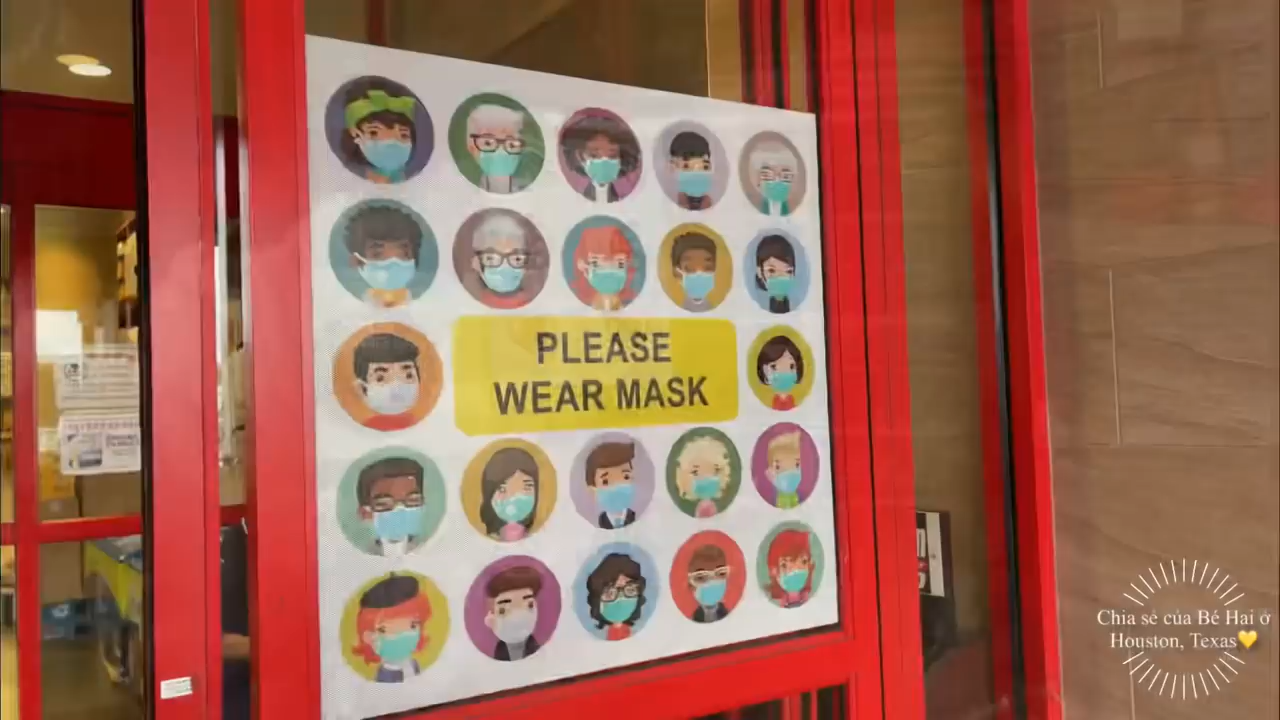 PLEASE
WEAR MASK
Chia sẻ của Bé Hai ở
Houston, Texas💛